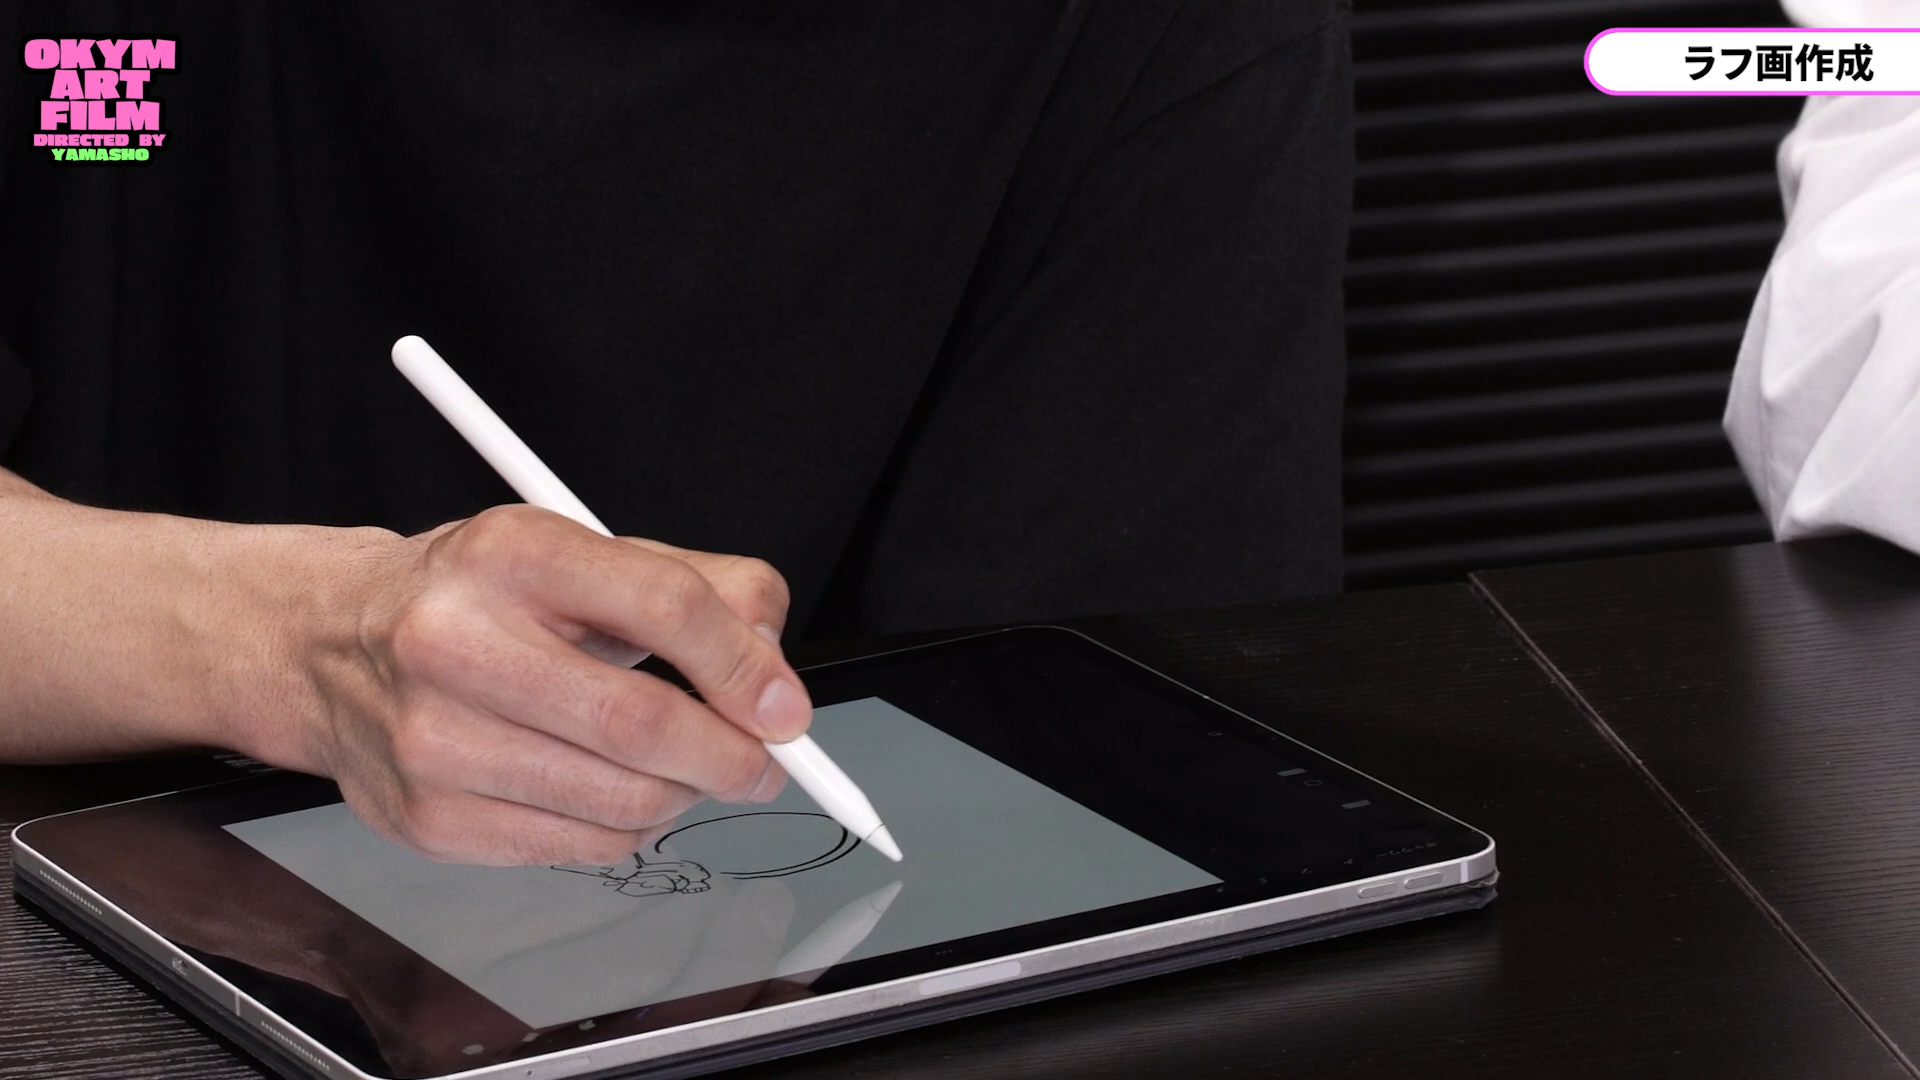 OKYM
ART
FILM
DIRECTED BY
YAMASHO
ラフ画作成